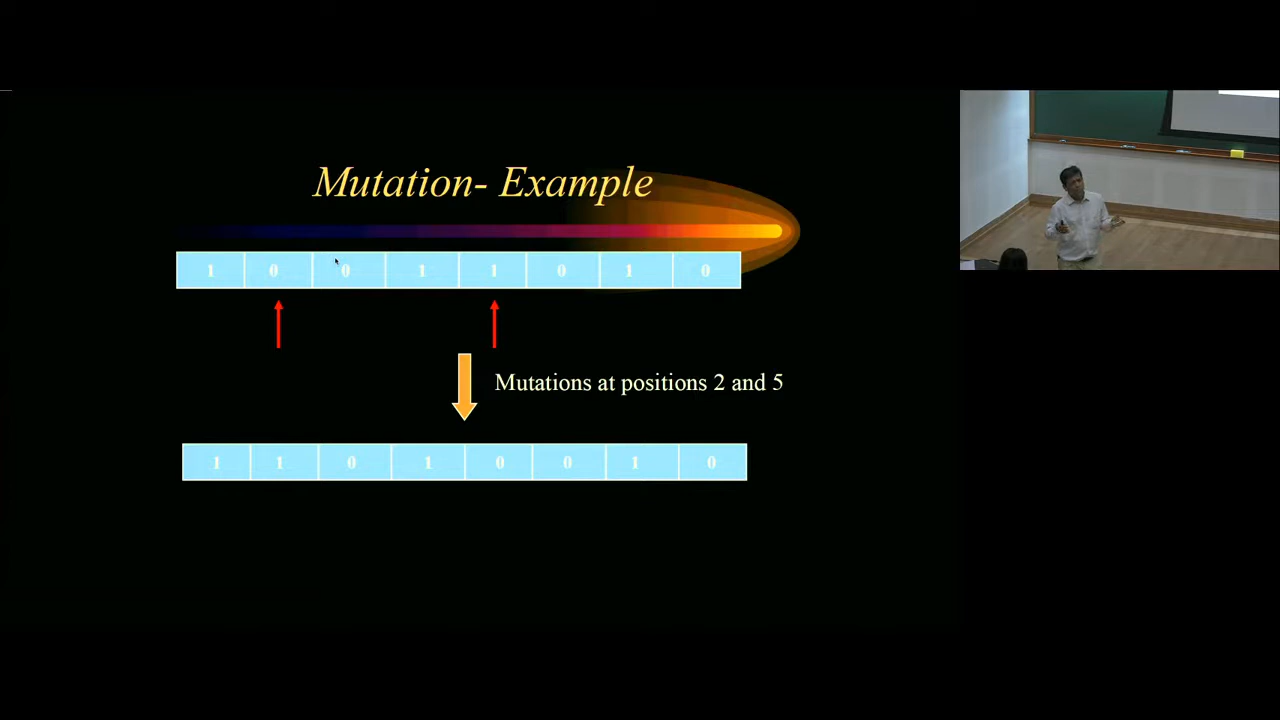 Mutation- Example
1 0 0 1 1 0 1 0
Mutations at positions 2 and 5
1 1 0 1 0 0 1 0